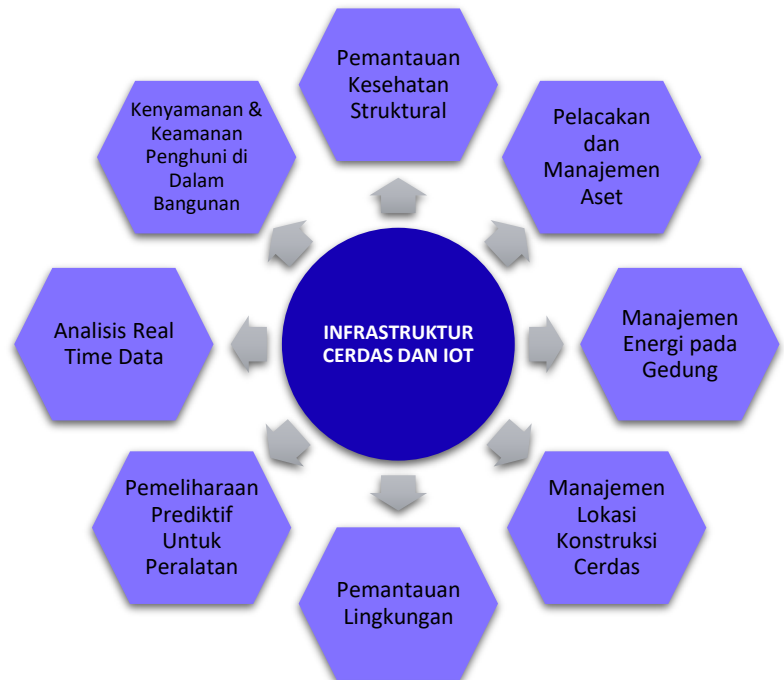 Pemantauan
Kesehatan
Struktural
Kenyamanan &
Keamanan
Penghuni di
Dalam
Bangunan
Pelacakan
dan
Manajemen
Aset
Analisis Real
Time Data
INFRASTRUKTUR
CERDAS DAN IOT
Manajemen
Energi pada
Gedung
Pemeliharaan
Prediktif
Untuk
Peralatan
Manajemen
Lokasi
Konstruksi
Cerdas
Pemantauan
Lingkungan